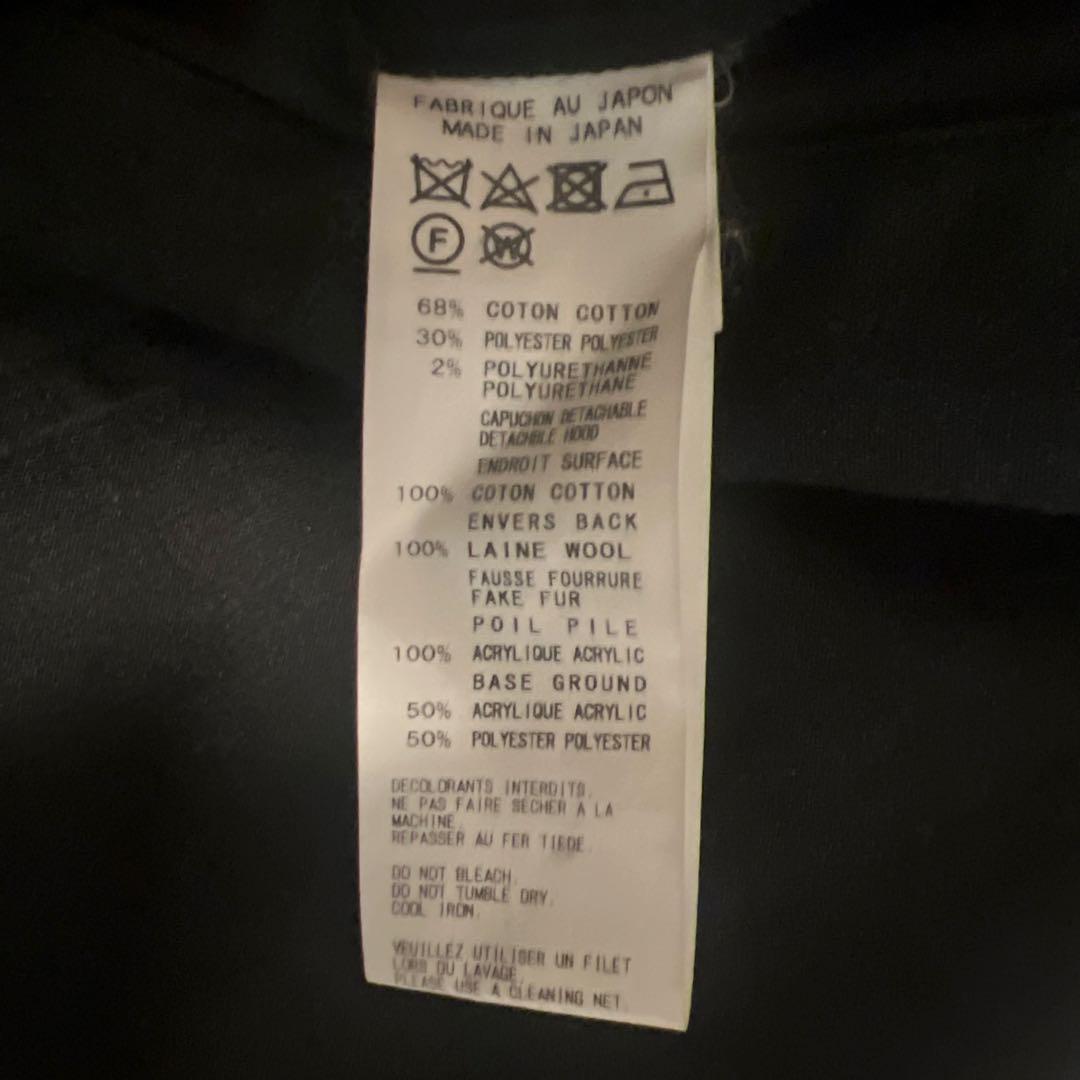 FABRIQUE AU JAPON
MADE IN JAPAN
F W
68% COTON COTTON
30% POLYESTER POLYESTER
2% POLYURETHANNE
POLYURETHANE
CAPUCHON DETACHABLE
DETACHBLE HOOD
ENDROIT SURFACE
100% COTON COTTON
ENVERS BACK
100% LAINE WOOL
FAUSSE FOURRURE
FAKE FUR
POIL PILE
100% ACRYLIQUE ACRYLIC
BASE GROUND
50% ACRYLIQUE ACRYLIC
50% POLYESTER POLYESTER
DECOLORANTS INTERDITS.
NE PAS FAIRE SECHER A LA
MACHINE.
REPASSER AU FER TIEDE.
DO NOT BLEACH.
DO NOT TUMBLE DRY.
COOL IRON.
VEUILLEZ UTILISER UN FILET
LORS DU LAVAGE.
PLEASE USE A CLEANING NET.